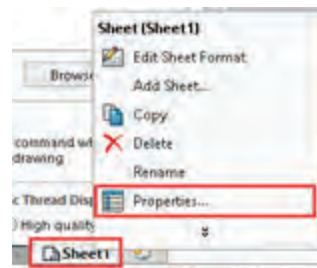 Sheet (Sheet1)
Edit Sheet Format
Browse
Add Sheet...
Copy
command
Delete
drawing
Rename
Thread Disp
Properties...
High quality
Sheet1